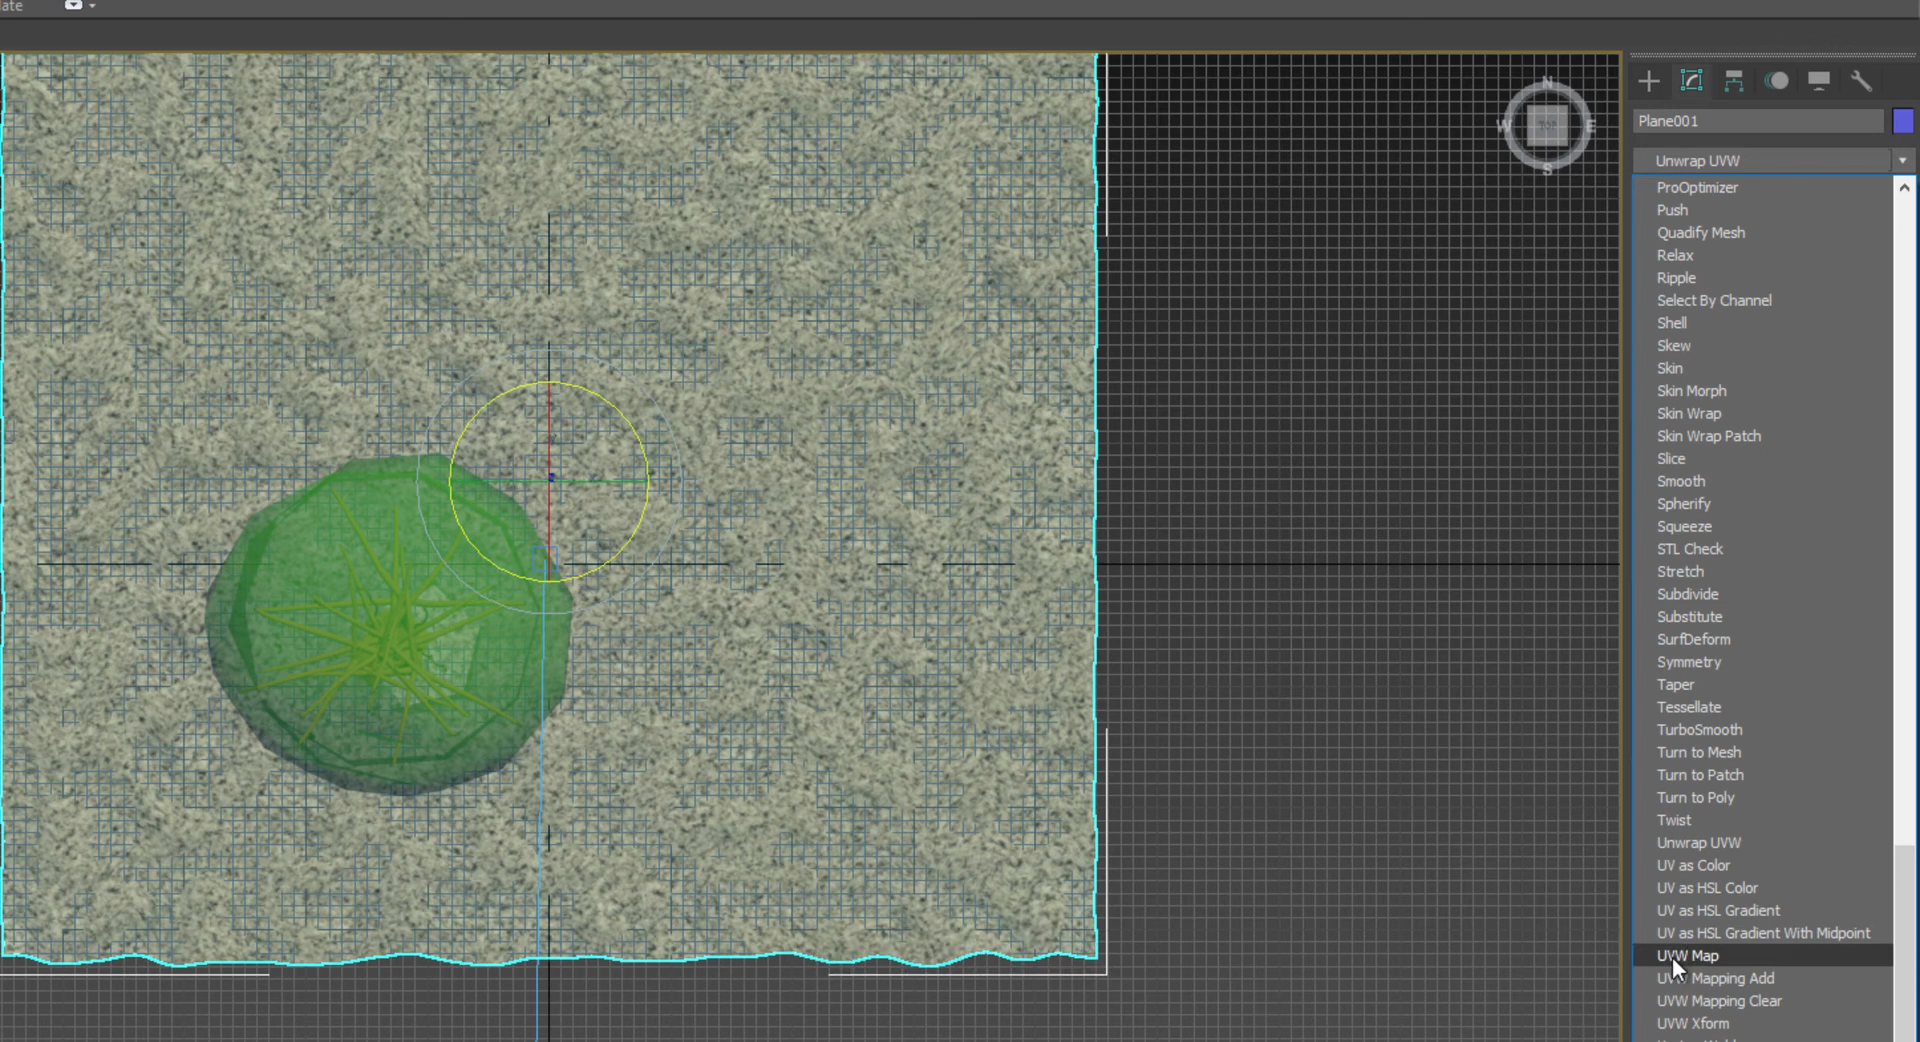 late
N
W
TOP
E
S
Plane001
Unwrap UVW
ProOptimizer
Push
Quadify Mesh
Relax
Ripple
Select By Channel
Shell
Skew
Skin
Skin Morph
Skin Wrap
Skin Wrap Patch
Slice
Smooth
Spherify
Squeeze
STL Check
Stretch
Subdivide
Substitute
SurfDeform
Symmetry
Taper
Tessellate
TurboSmooth
Turn to Mesh
Turn to Patch
Turn to Poly
Twist
Unwrap UVW
UV as Color
UV as HSL Color
UV as HSL Gradient
UV as HSL Gradient With Midpoint
UVW Map
UVW Mapping Add
UVW Mapping Clear
UVW Xform